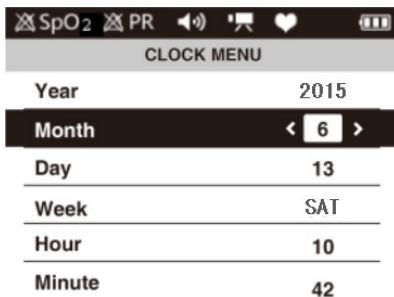 SpO2 PR
CLOCK MENU
Year 2015
Month < 6 >
Day 13
Week SAT
Hour 10
Minute 42